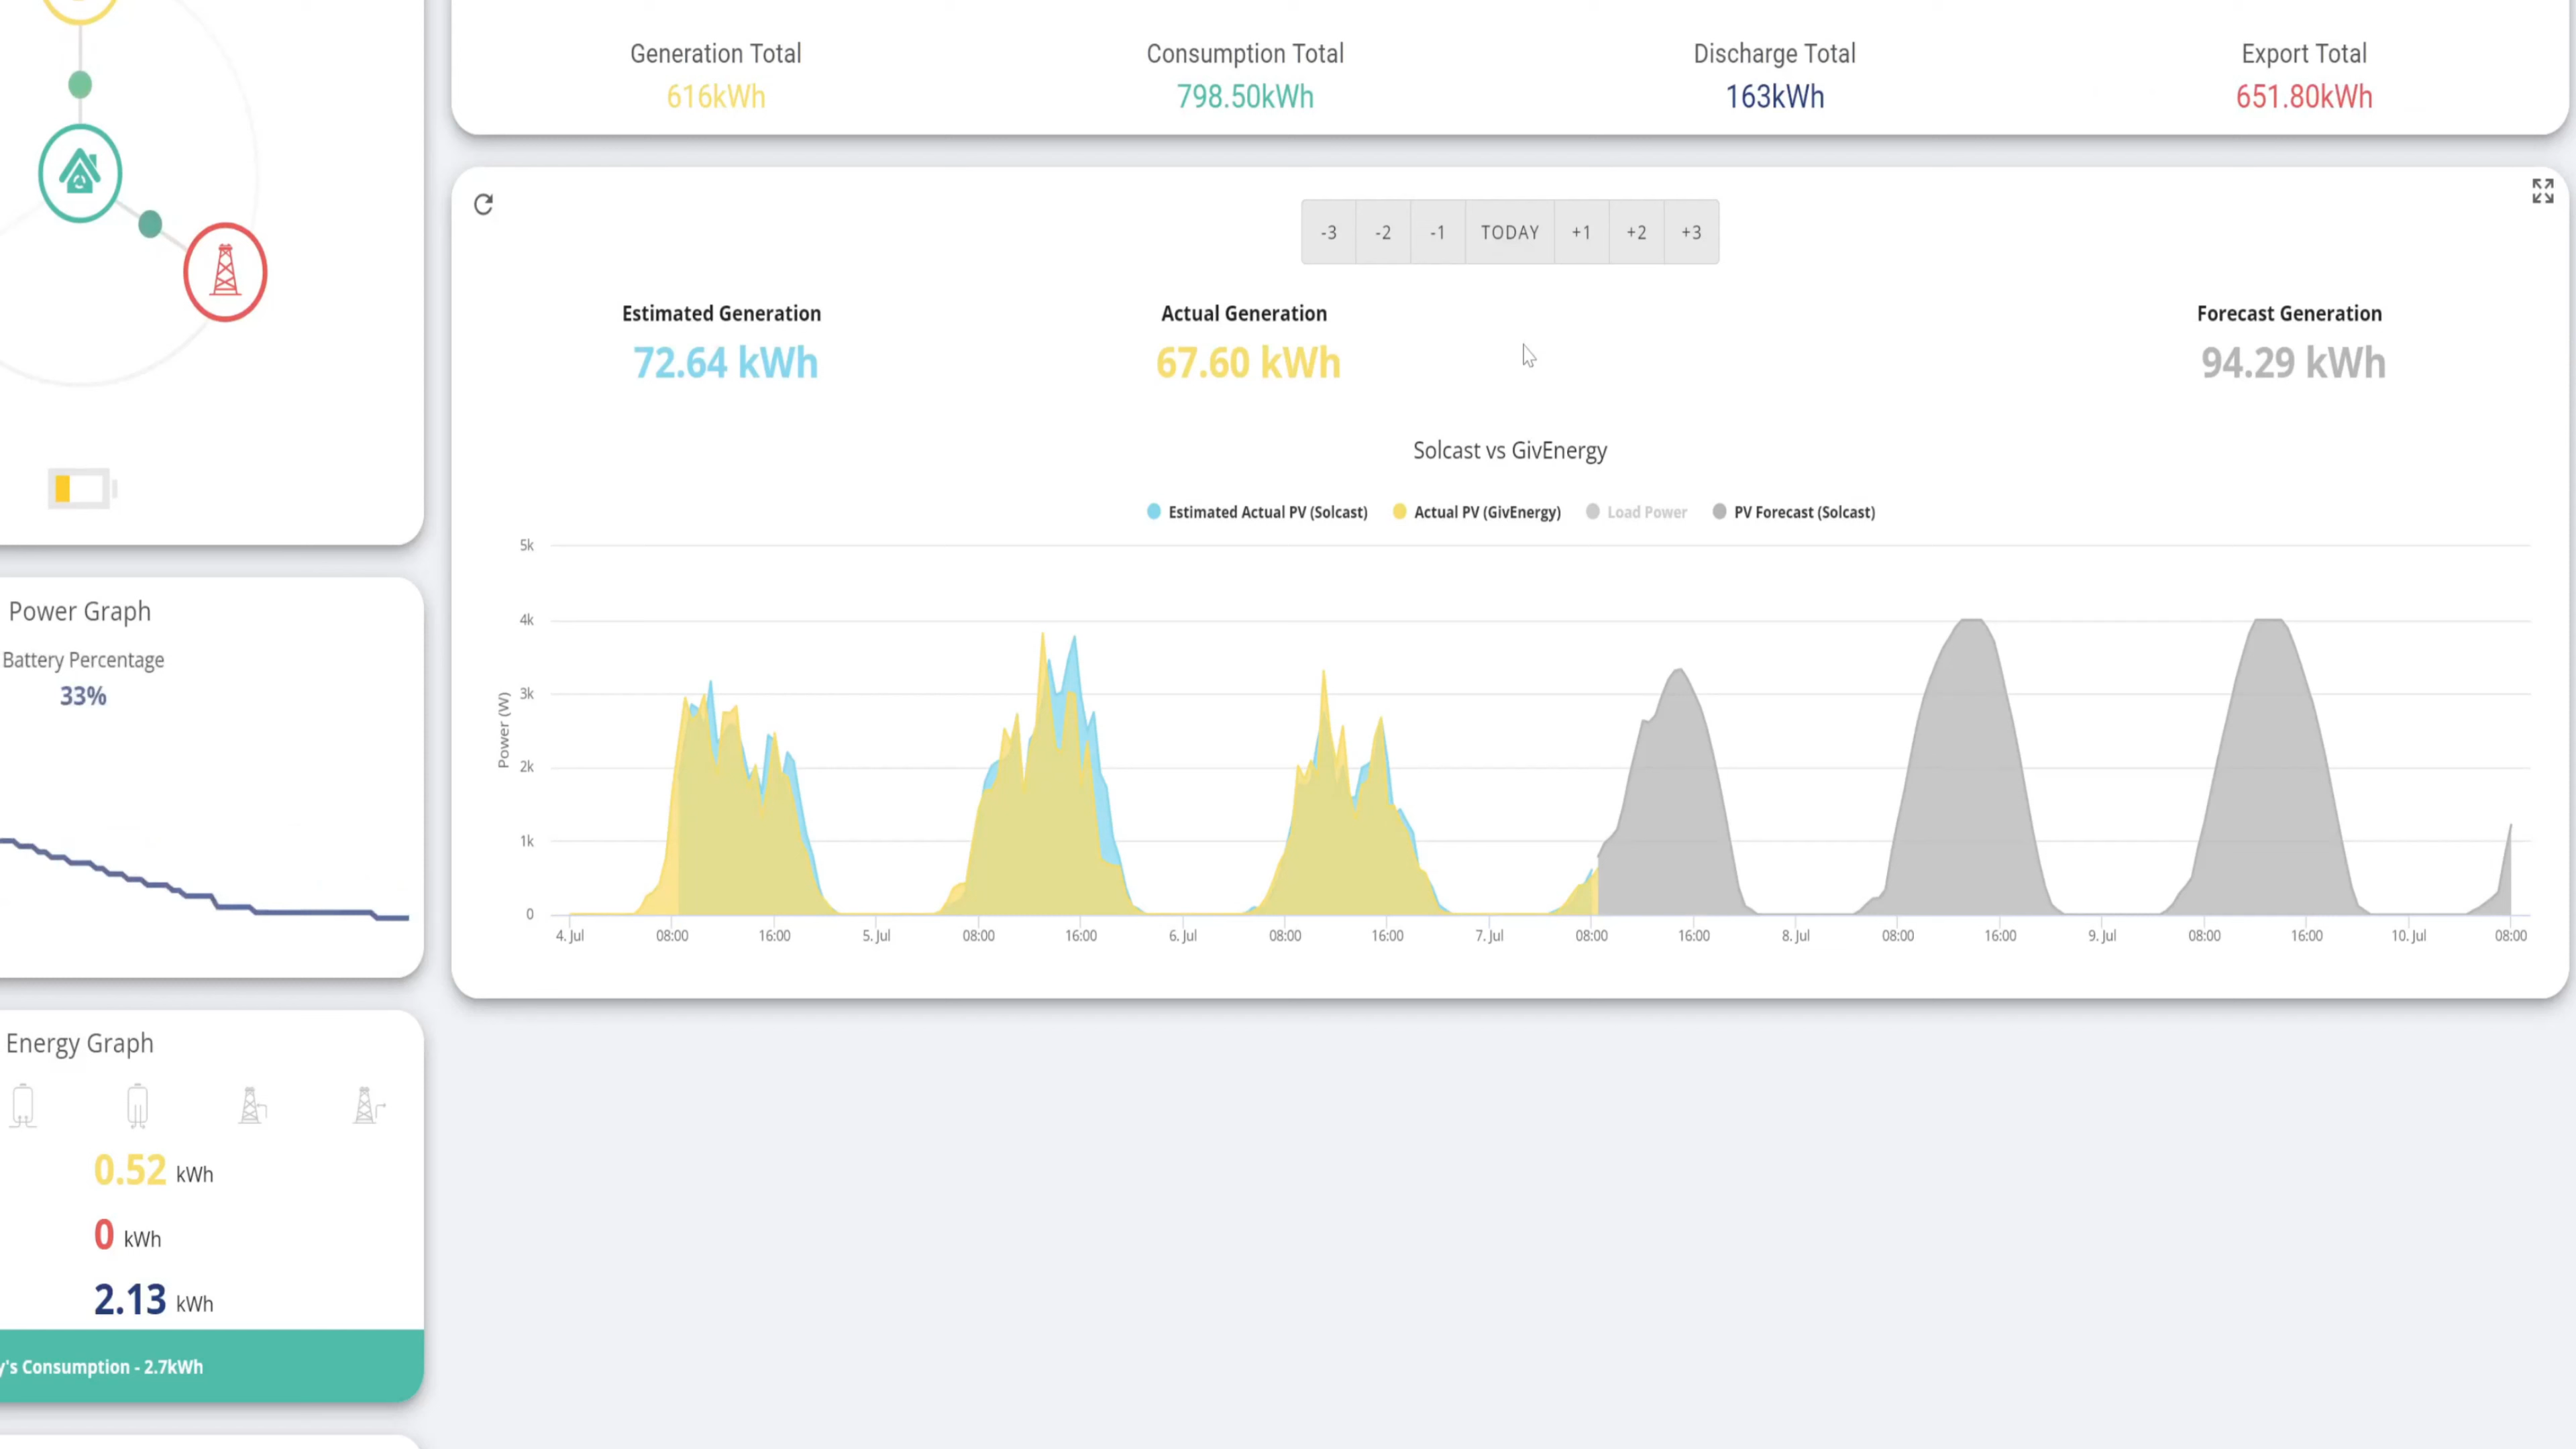 Generation Total
616kWh
Consumption Total
798.50kWh
Discharge Total
163kWh
Export Total
651.80kWh
-3 -2 -1 TODAY +1 +2 +3
Estimated Generation
72.64 kWh
Actual Generation
67.60 kWh
Forecast Generation
94.29 kWh
Solcast vs GivEnergy
Estimated Actual PV (Solcast) Actual PV (GivEnergy) Load Power PV Forecast (Solcast)
5k
4k
3k
2k
1k
0
Power (W)
4. Jul 08:00 16:00 5. Jul 08:00 16:00 6. Jul 08:00 16:00 7. Jul 08:00 16:00 8. Jul 08:00 16:00 9. Jul 08:00 16:00 10. Jul 08:00
Power Graph
Battery Percentage
33%
Energy Graph
0.52 kWh
0 kWh
2.13 kWh
y's Consumption - 2.7kWh